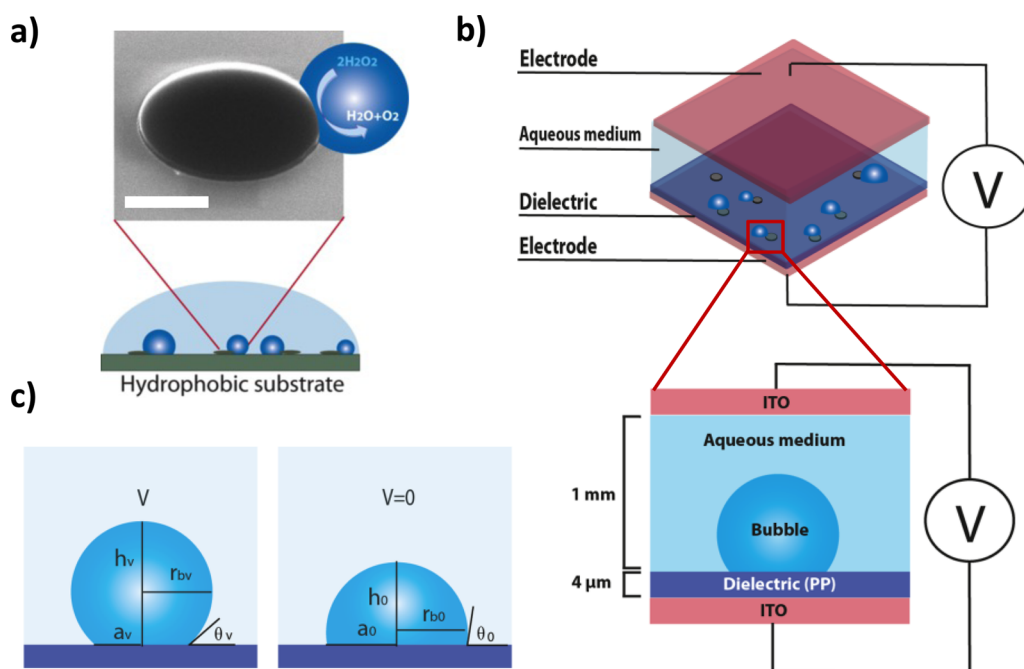 a)
2H2O2
H2O+O2
Hydrophobic substrate
b)
Electrode
Aqueous medium
Dielectric
Electrode
V
ITO
Aqueous medium
1 mm
Bubble
V
4 µm
Dielectric (PP)
ITO
c)
V
hv
rbv
av
θv
V=0
h0
rb0
a0
θ0